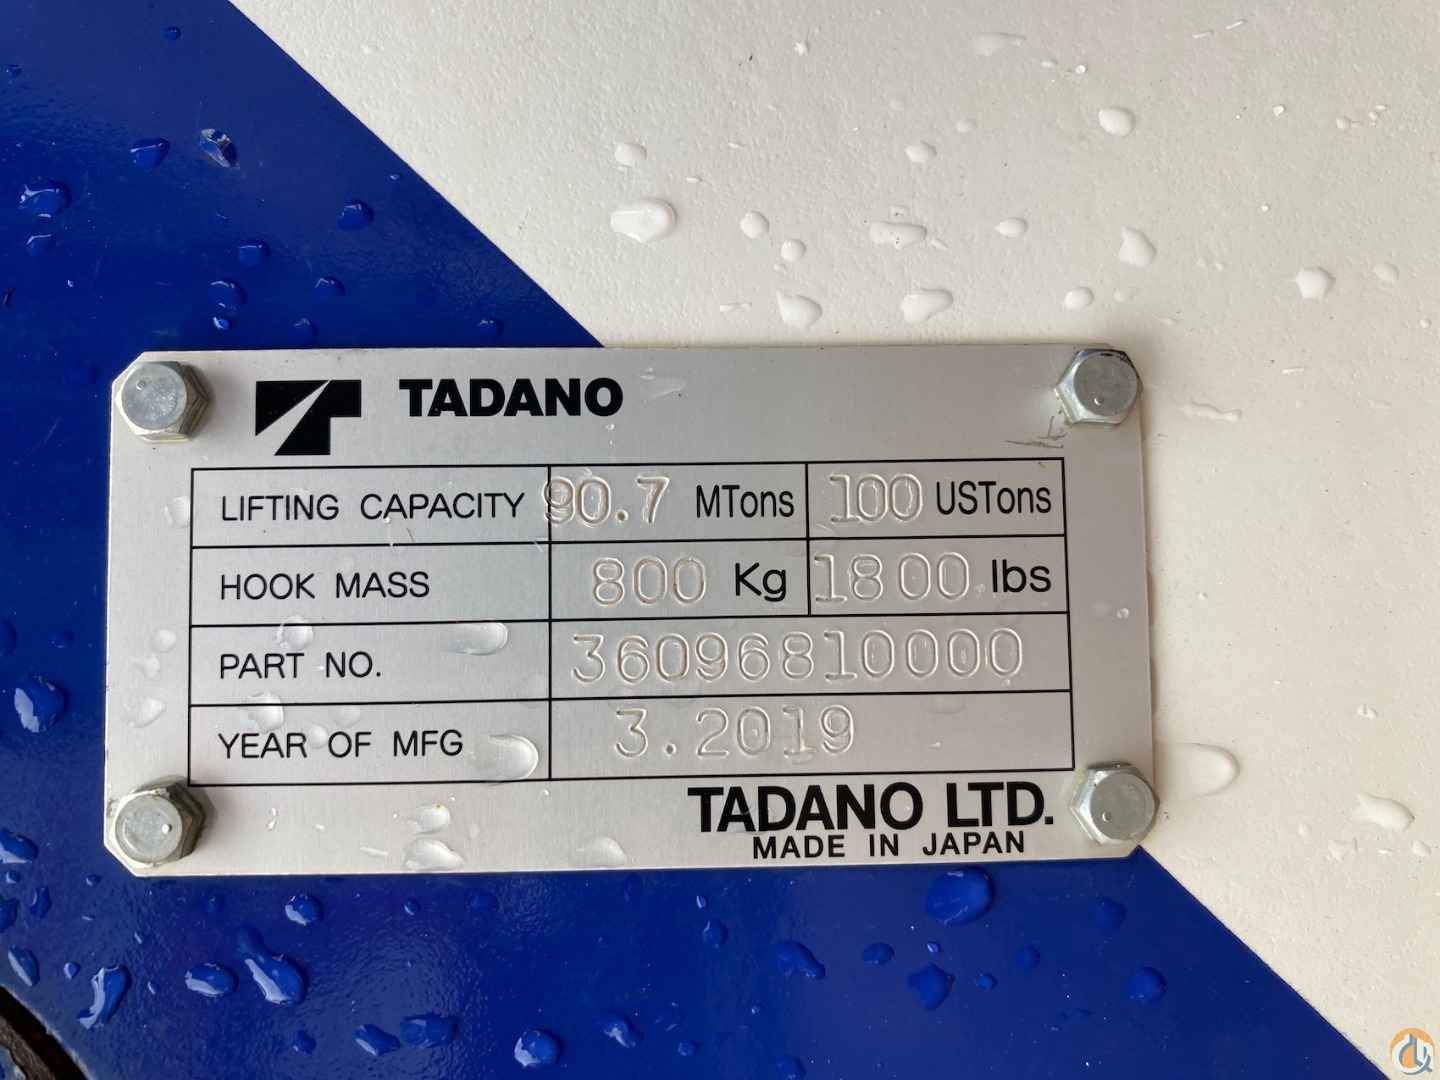 TADANO
LIFTING CAPACITY 90.7 MTons 100 USTons
HOOK MASS 800 Kg 1800 lbs
PART NO. 36096810000
YEAR OF MFG 3.2019
TADANO LTD.
MADE IN JAPAN